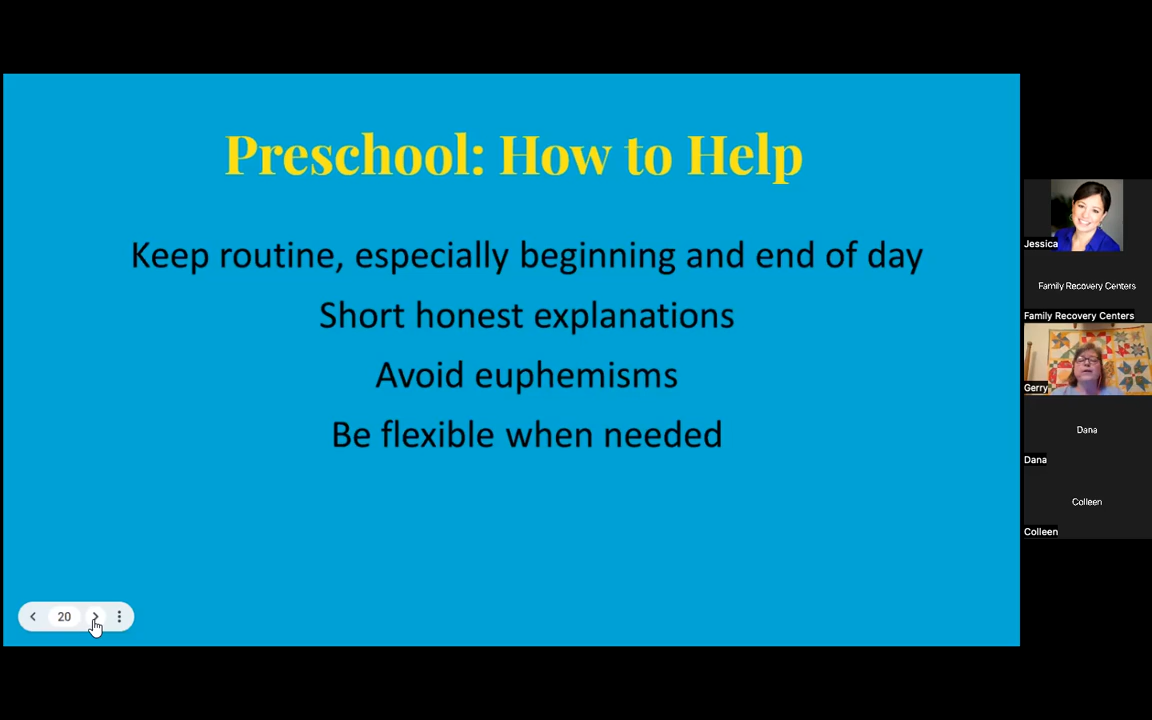 Preschool: How to Help
Keep routine, especially beginning and end of day
Short honest explanations
Avoid euphemisms
Be flexible when needed
20
Jessica
Family Recovery Centers
Family Recovery Centers
Gerry
Dana
Dana
Colleen
Colleen